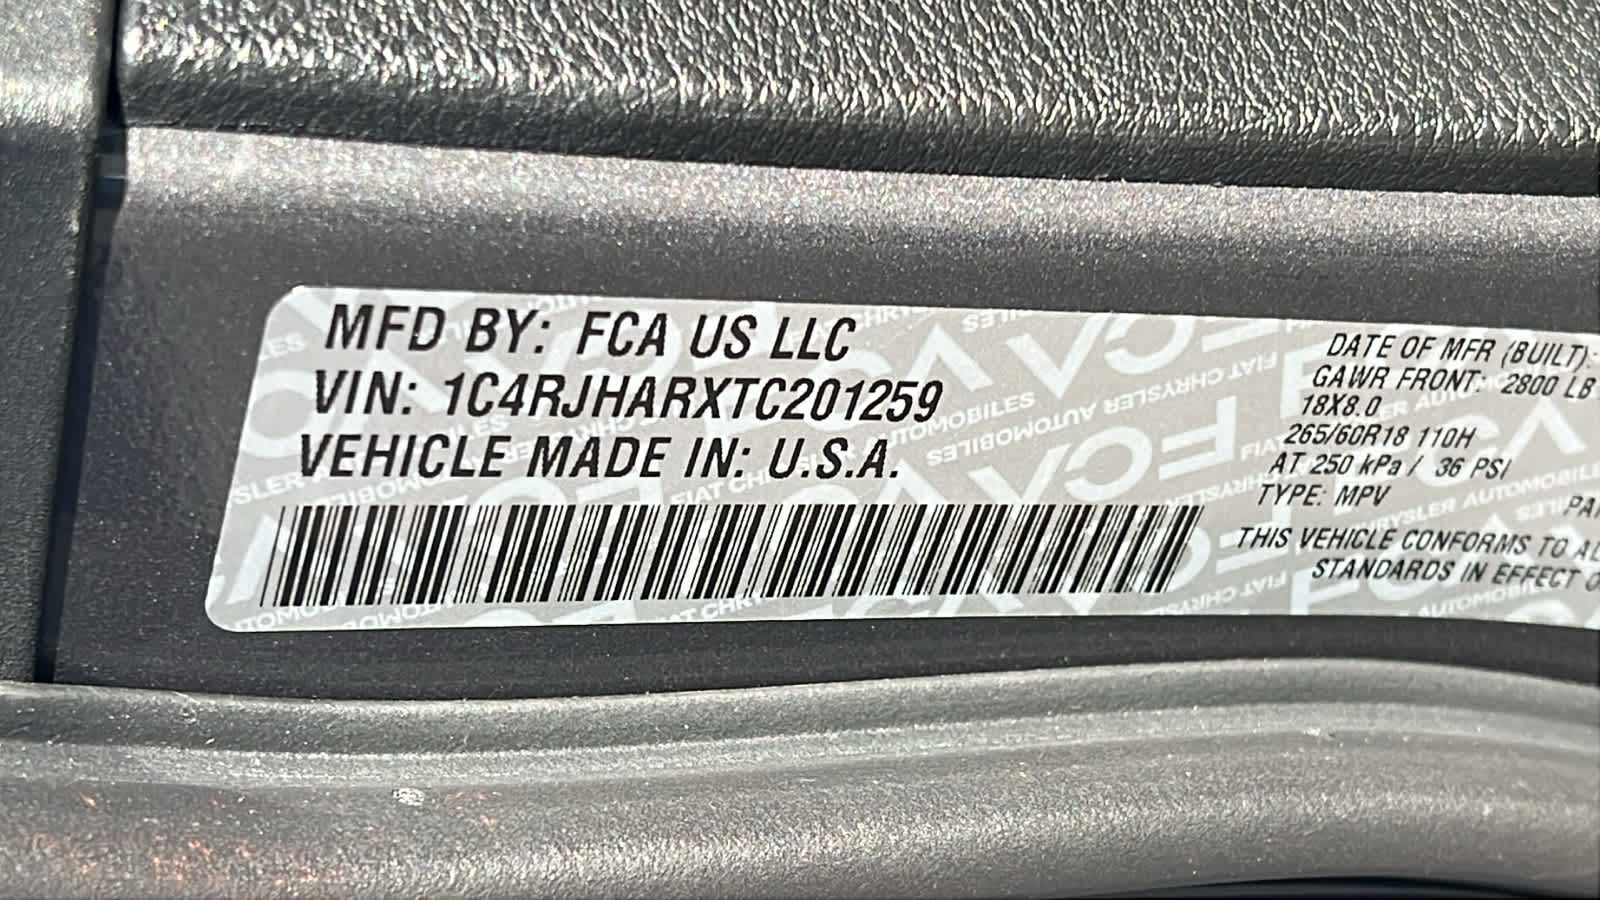 MFD BY: FCA US LLC
VIN: 1C4RJHARXTC201259
VEHICLE MADE IN: U.S.A.
DATE OF MFR (BUILT):
GAWR FRONT: 2800 LB
18X8.0
265/60R18 110H
AT 250 kPa / 36 PSI
TYPE: MPV
THIS VEHICLE CONFORMS TO
STANDARDS IN EFFECT